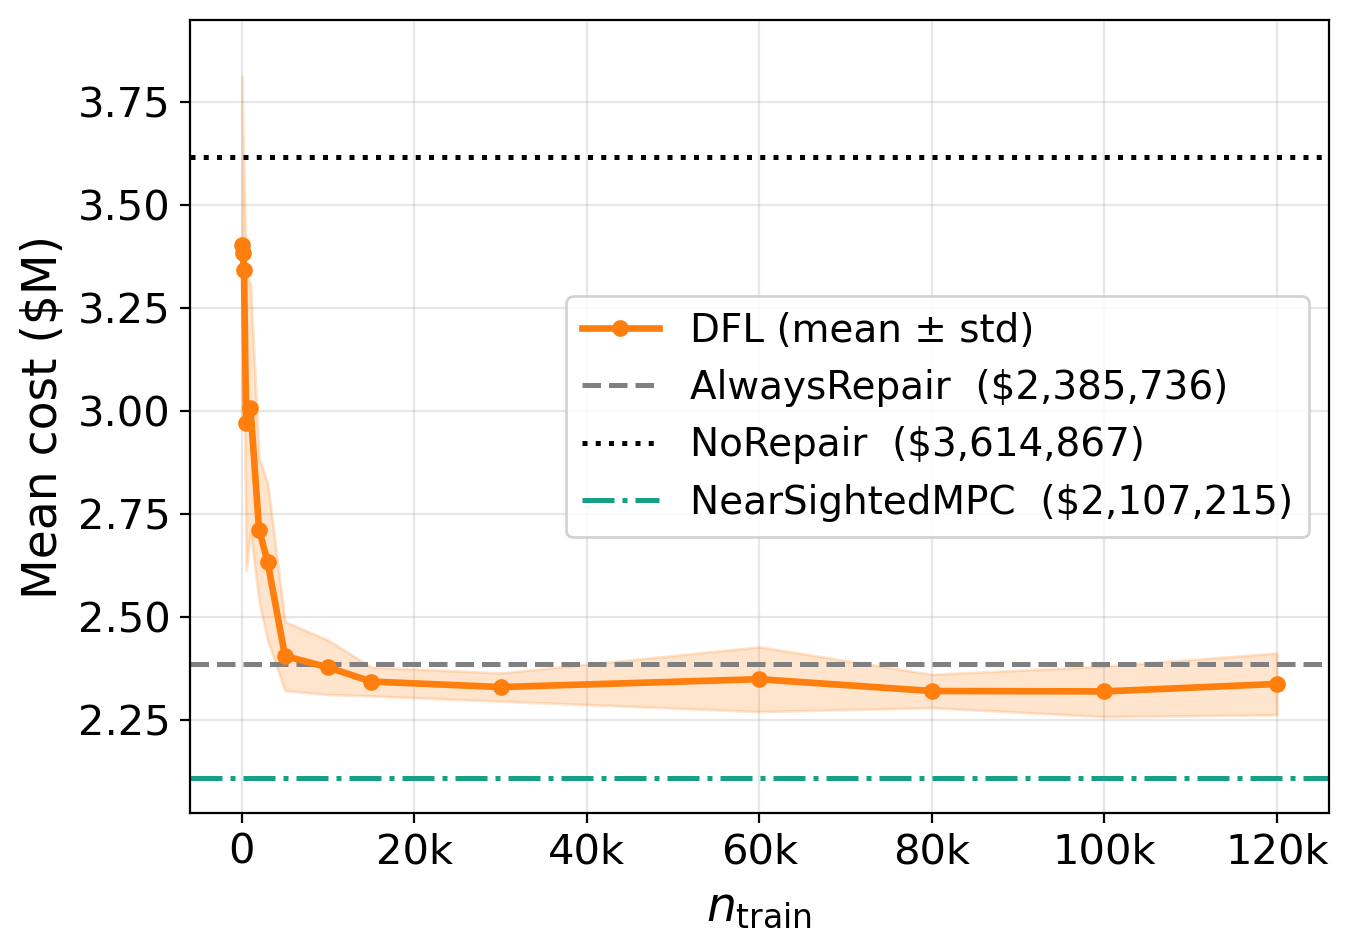 3.75
3.50
3.25
3.00
2.75
2.50
2.25
Mean cost ($M)
DFL (mean ± std)
AlwaysRepair ($2,385,736)
NoRepair ($3,614,867)
NearSightedMPC ($2,107,215)
0 20k 40k 60k 80k 100k 120k
n_train